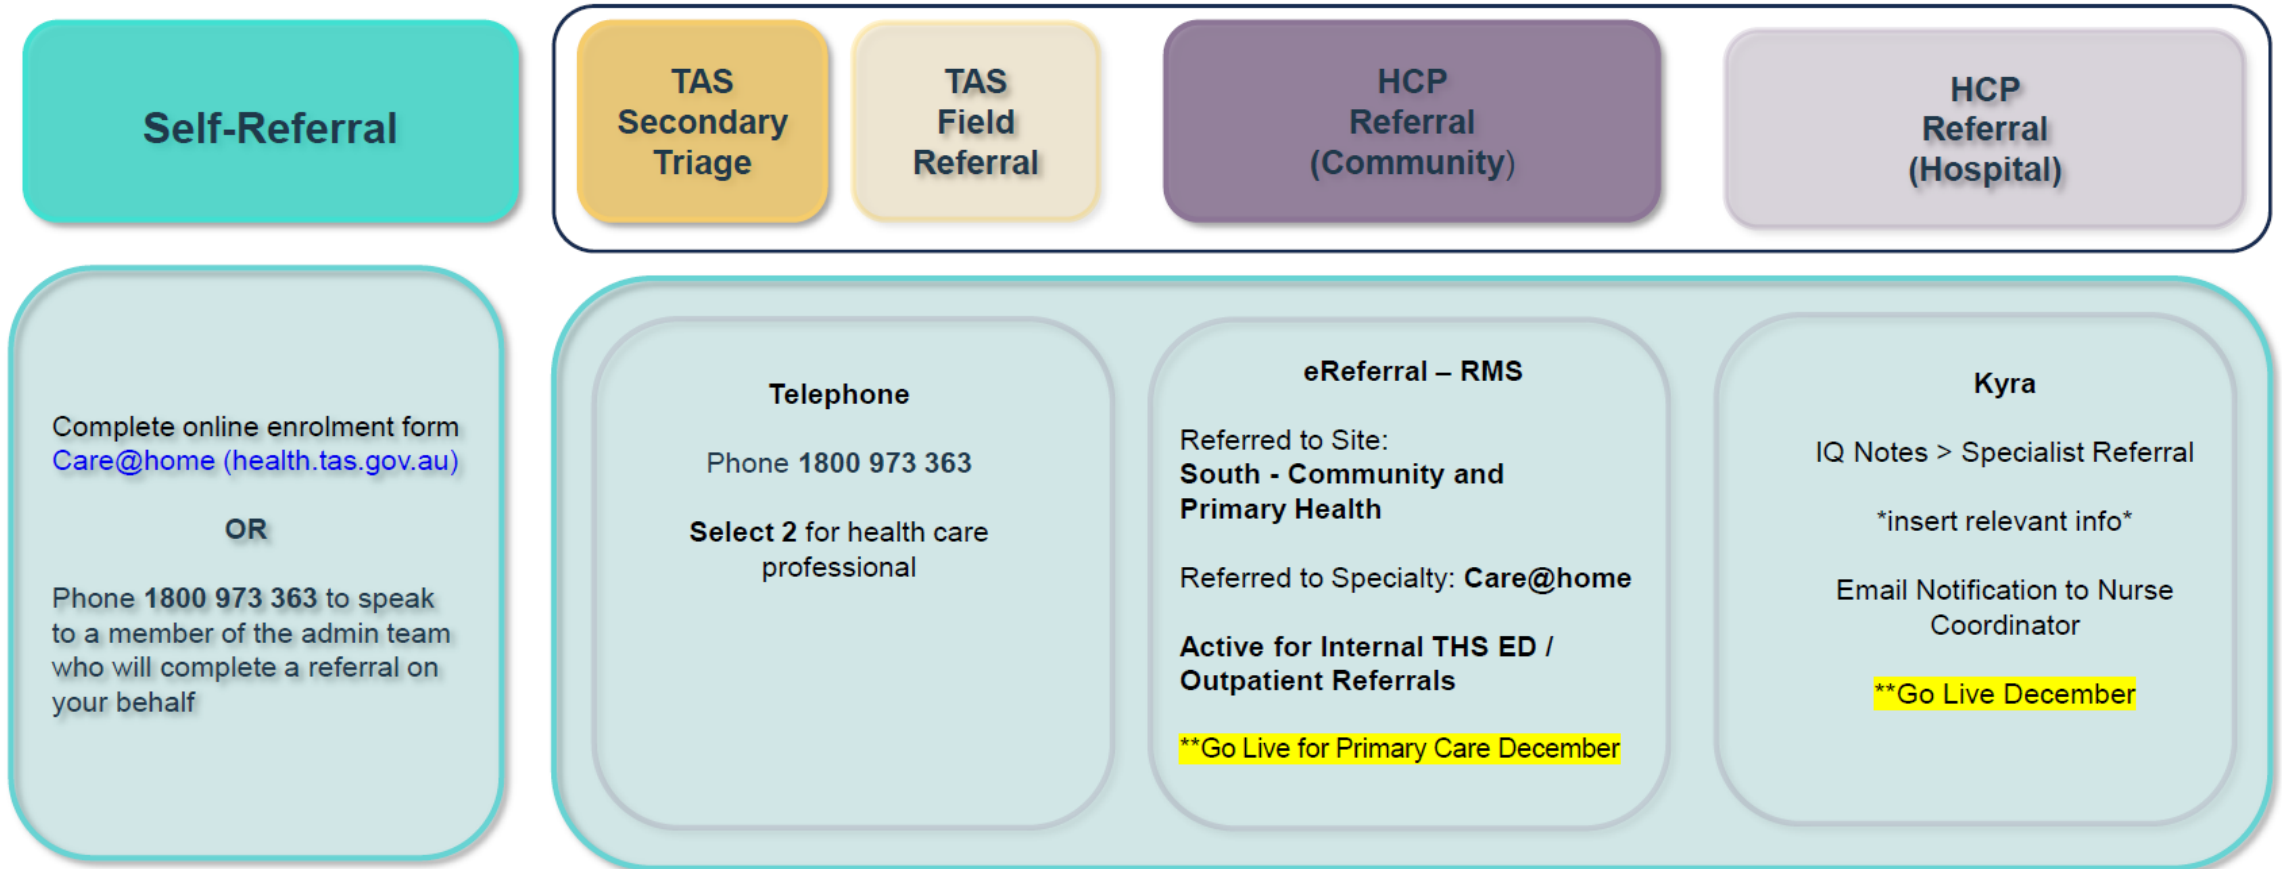 Self-Referral
TAS
Secondary
Triage
TAS
Field
Referral
HCP
Referral
(Community)
HCP
Referral
(Hospital)
Complete online enrolment form
Care@home (health.tas.gov.au)
OR
Phone 1800 973 363 to speak
to a member of the admin team
who will complete a referral on
your behalf
Telephone
Phone 1800 973 363
Select 2 for health care
professional
eReferral – RMS
Referred to Site:
South - Community and
Primary Health
Referred to Specialty: Care@home
Active for Internal THS ED /
Outpatient Referrals
**Go Live for Primary Care December
Kyra
IQ Notes > Specialist Referral
*insert relevant info*
Email Notification to Nurse
Coordinator
**Go Live December